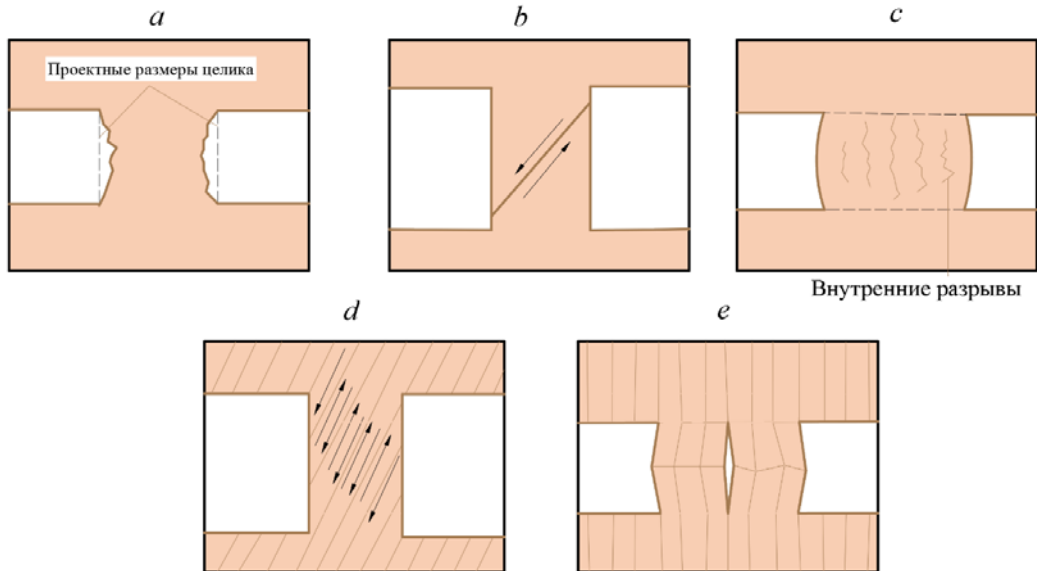 a
b
c
Проектные размеры целика
Внутренние разрывы
d
e